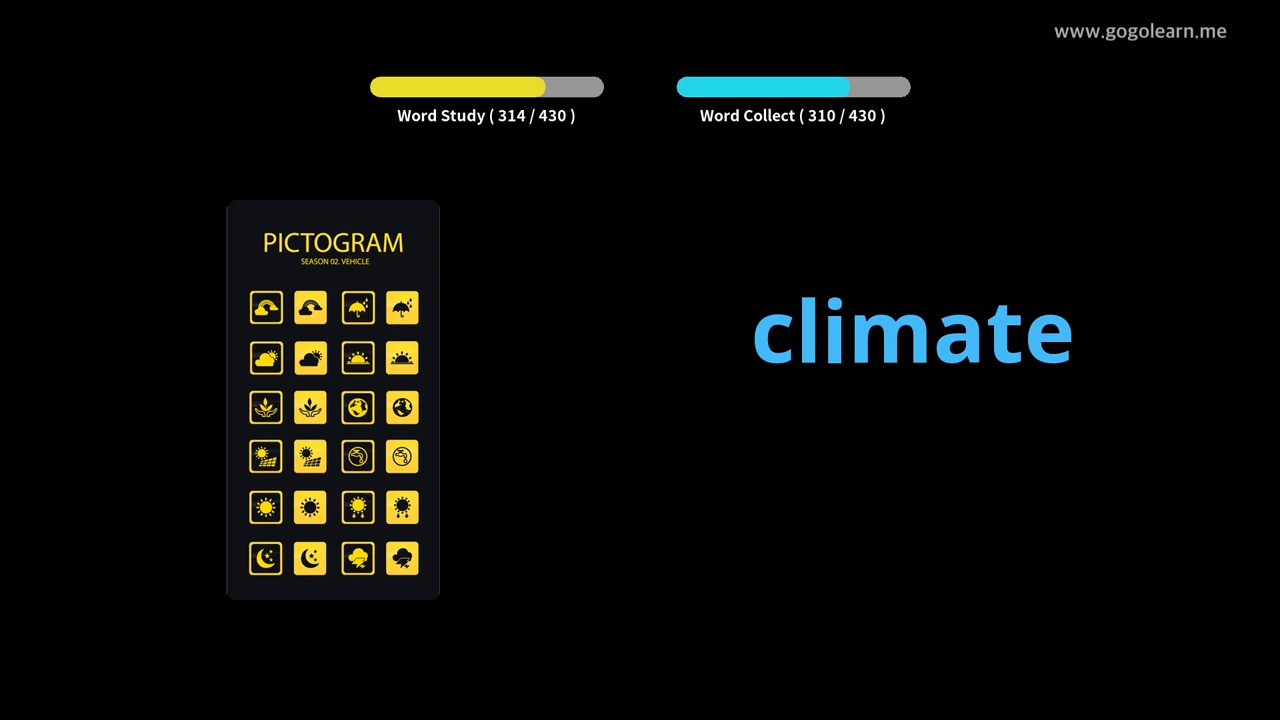 www.gogolearn.me
Word Study ( 314 / 430 )
Word Collect ( 310 / 430 )
PICTOGRAM
SEASON 02. VEHICLE
climate